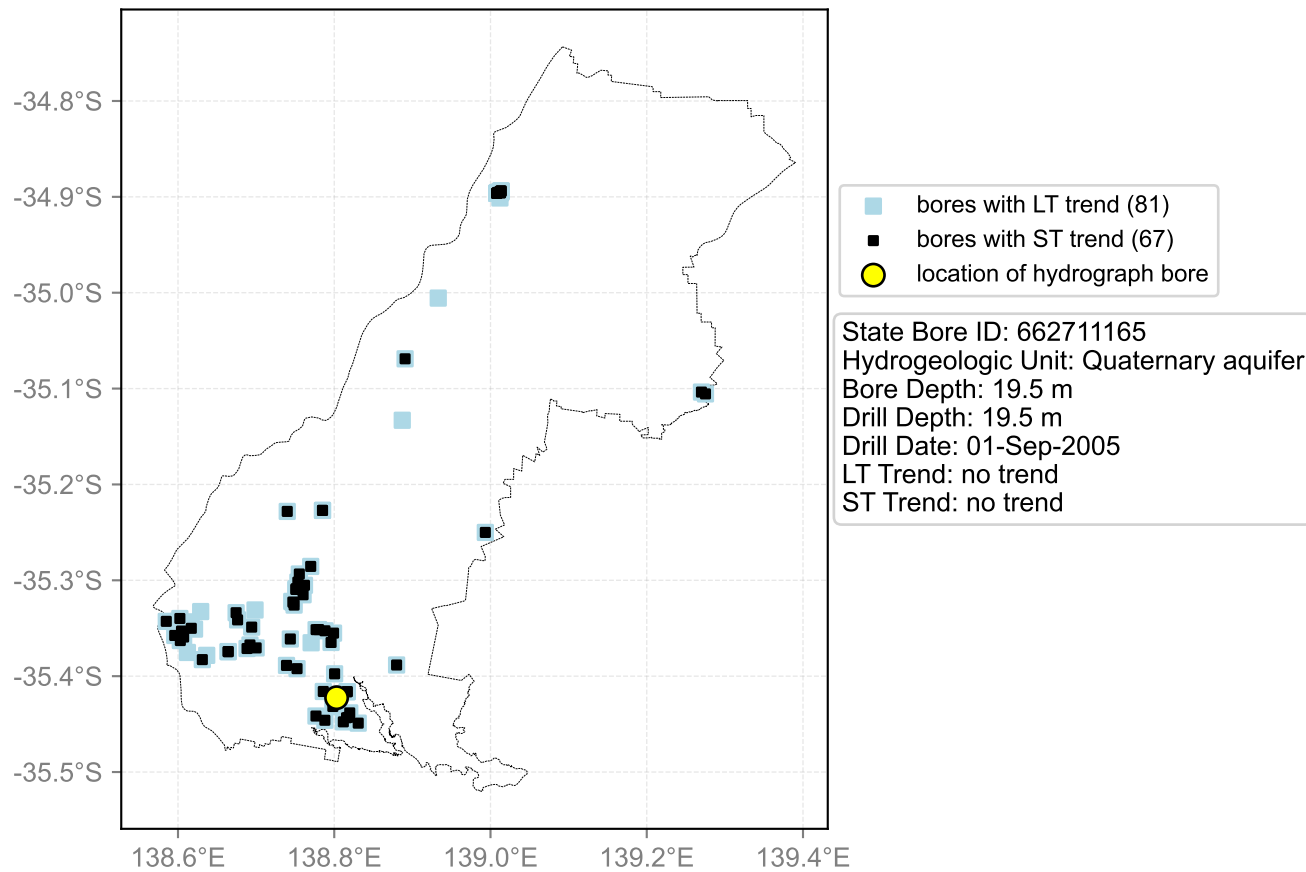 -34.8°S
-34.9°S
-35.0°S
-35.1°S
-35.2°S
-35.3°S
-35.4°S
-35.5°S
138.6°E
138.8°E
139.0°E
139.2°E
139.4°E
bores with LT trend (81)
bores with ST trend (67)
location of hydrograph bore
State Bore ID: 662711165
Hydrogeologic Unit: Quaternary aquifer
Bore Depth: 19.5 m
Drill Depth: 19.5 m
Drill Date: 01-Sep-2005
LT Trend: no trend
ST Trend: no trend